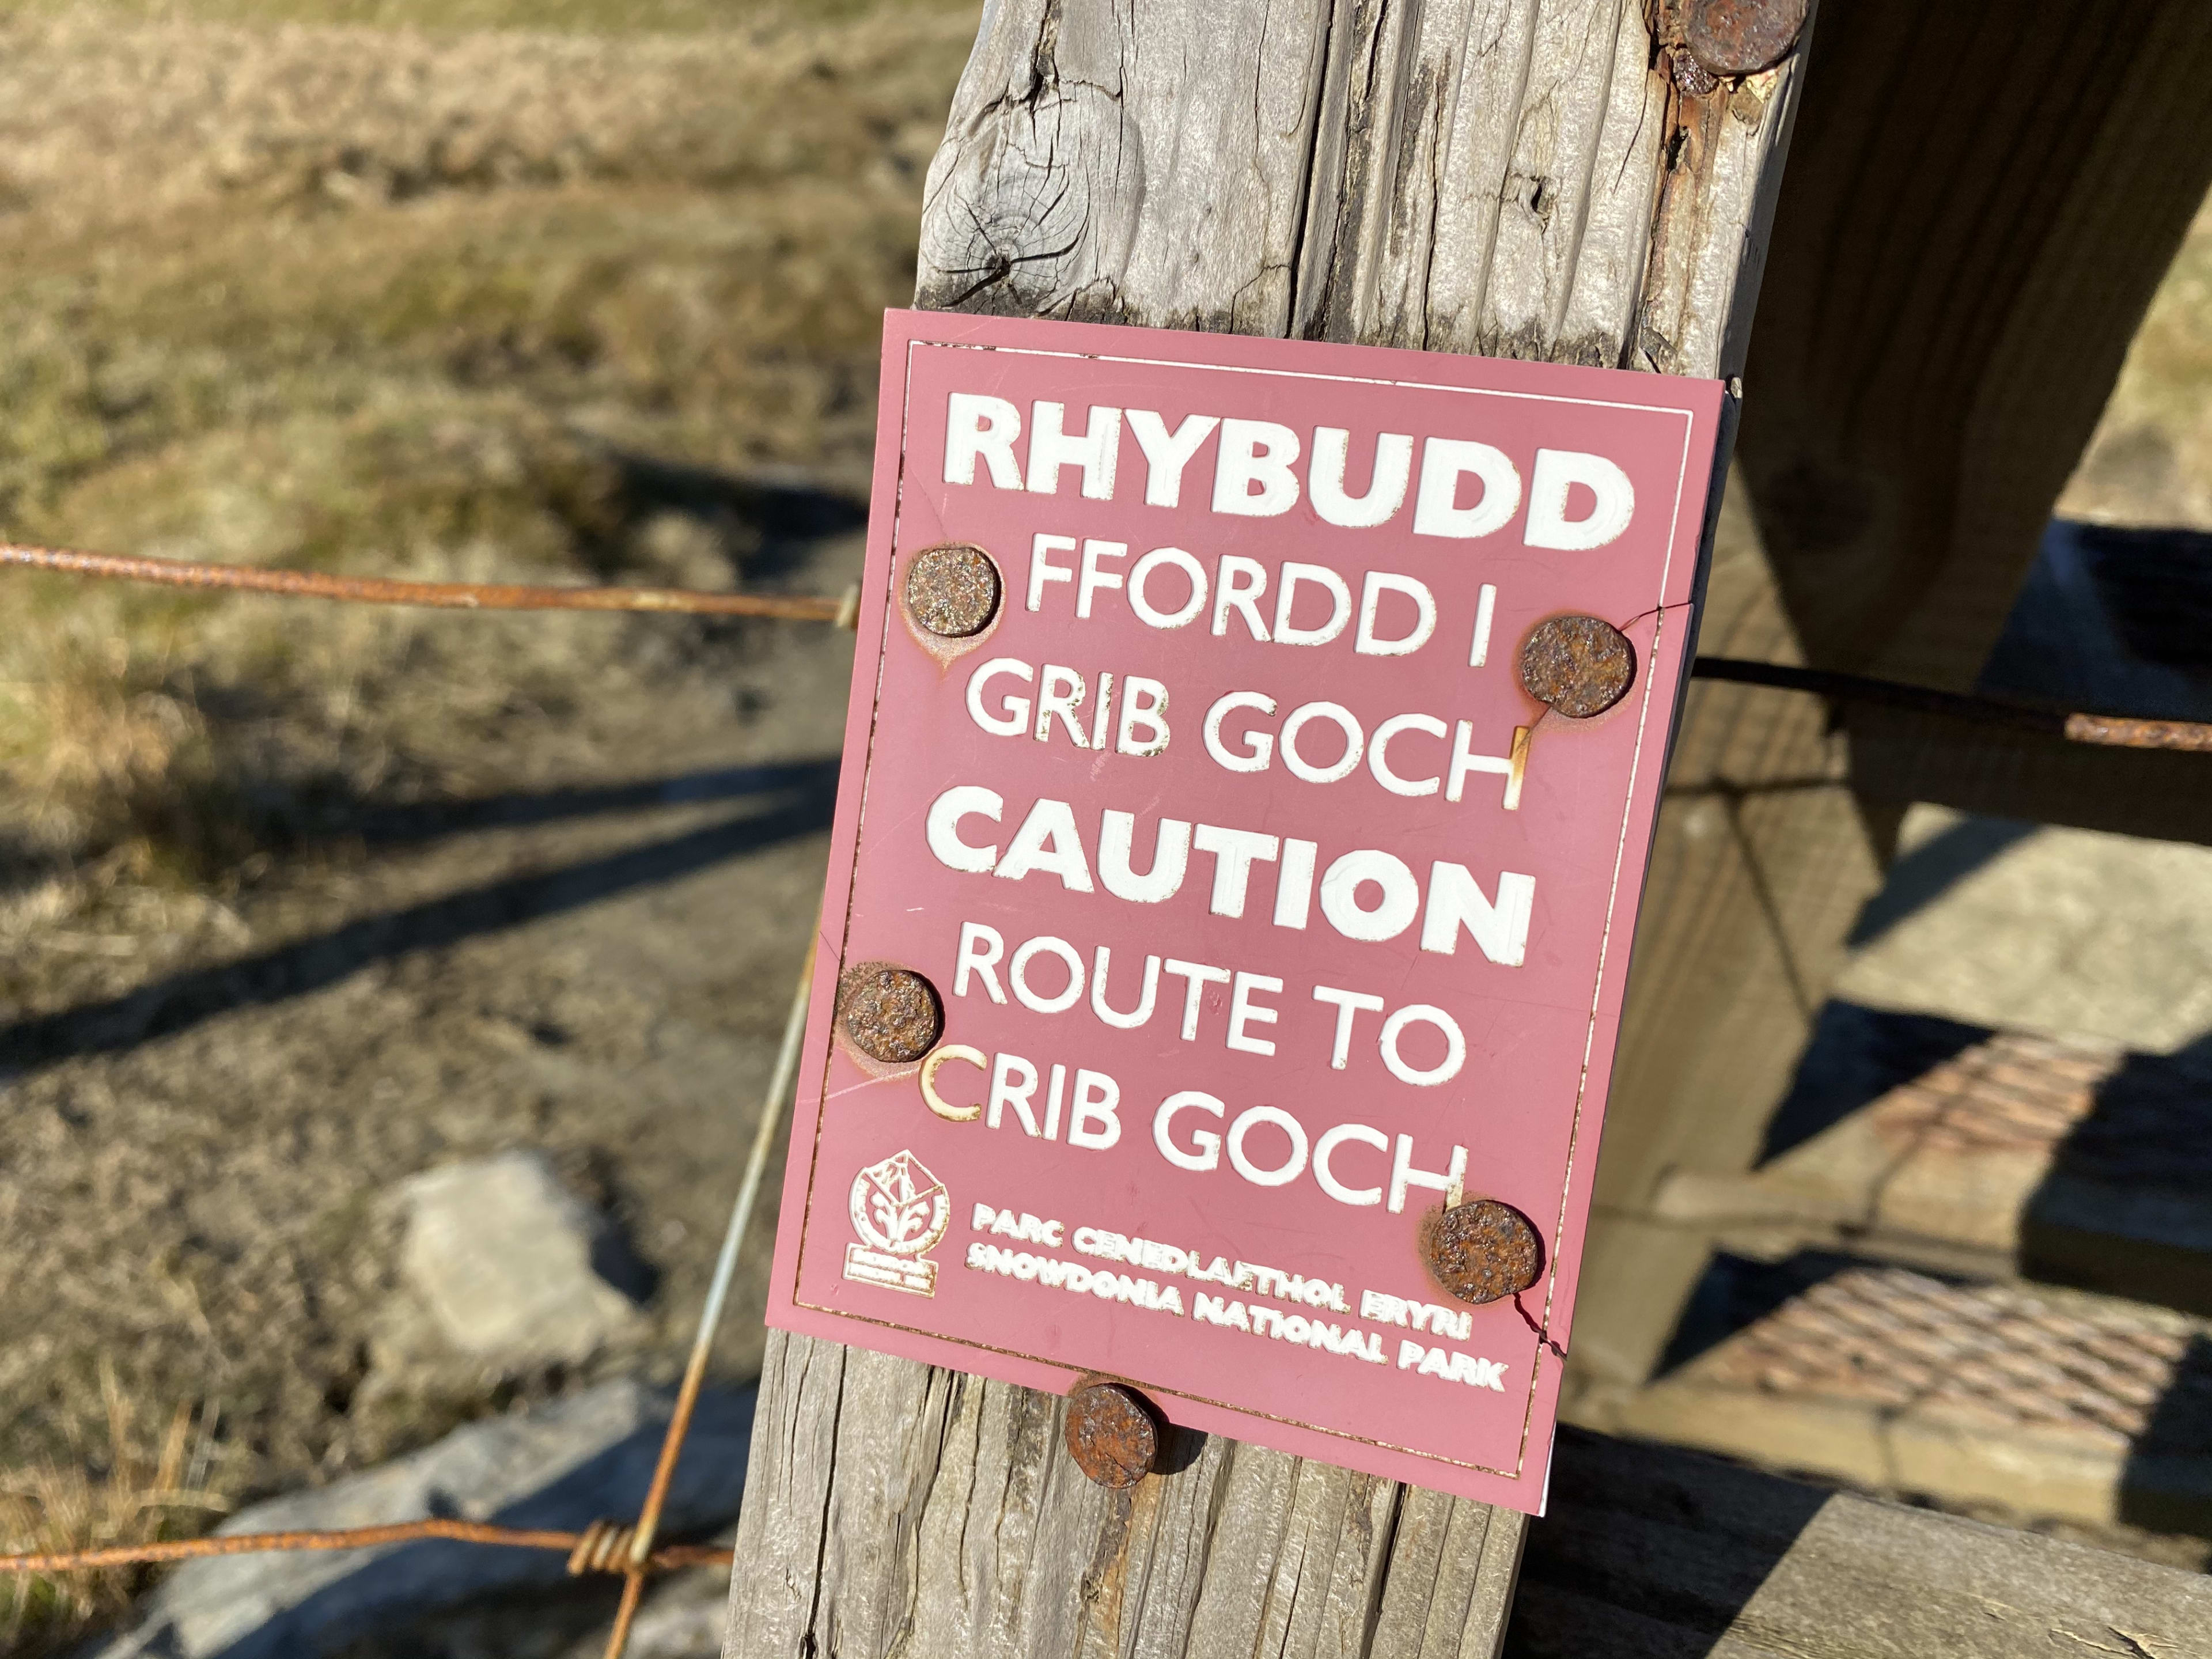 RHYBUDD
FFORDD I
GRIB GOCH
CAUTION
ROUTE TO
CRIB GOCH
PARC CENEDLAETHOL ERYRI
SNOWDONIA NATIONAL PARK